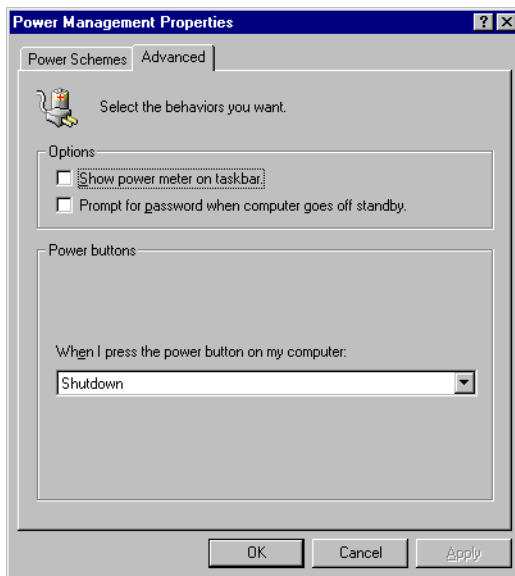 Power Management Properties
Power Schemes
Advanced
Select the behaviors you want.
Options
Show power meter on taskbar.
Prompt for password when computer goes off standby.
Power buttons
When I press the power button on my computer:
Shutdown
OK
Cancel
Apply